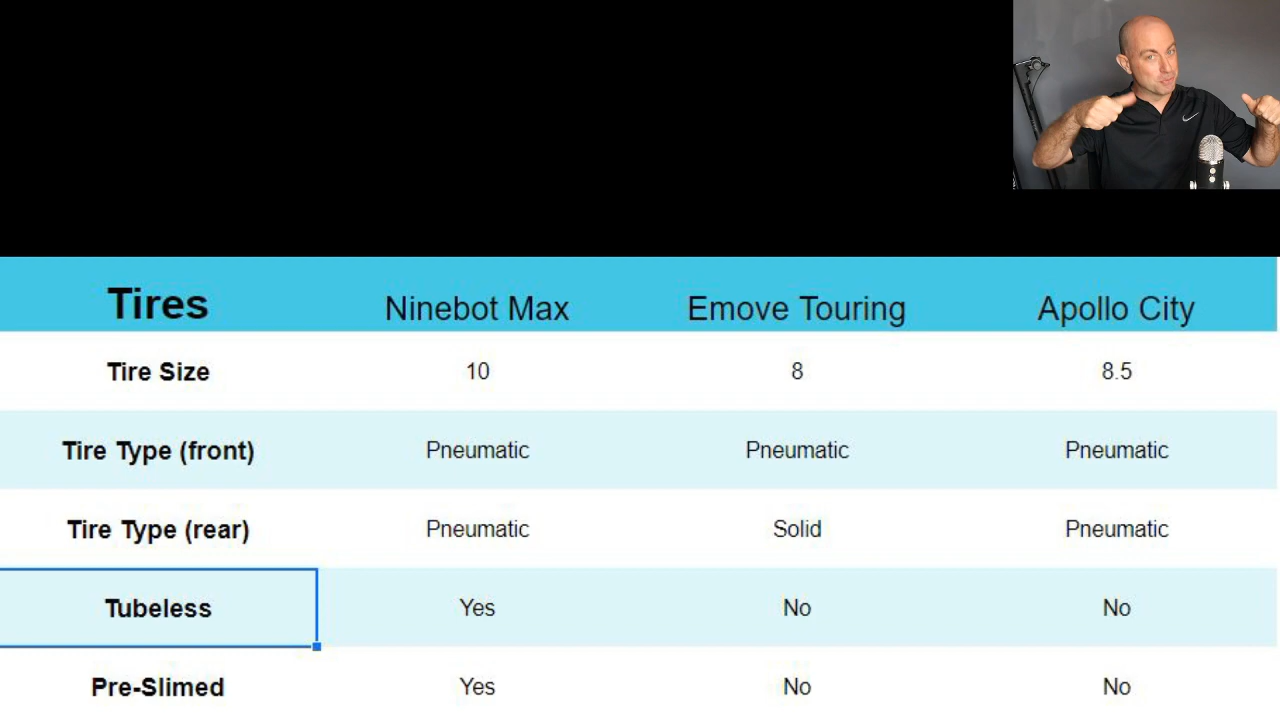 Tires Ninebot Max Emove Touring Apollo City
Tire Size 10 8 8.5
Tire Type (front) Pneumatic Pneumatic Pneumatic
Tire Type (rear) Pneumatic Solid Pneumatic
Tubeless Yes No No
Pre-Slimed Yes No No